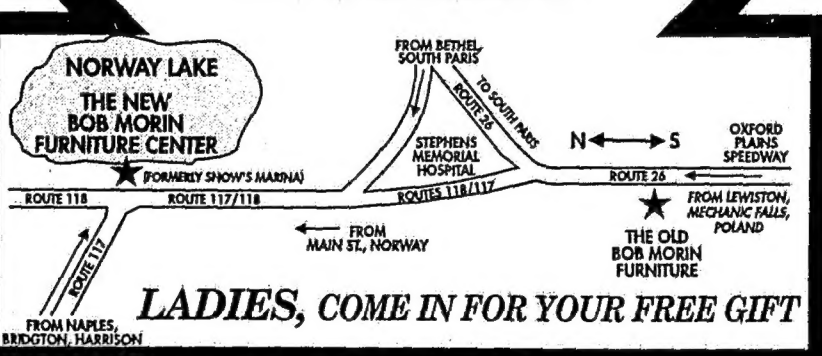 NORWAY LAKE
THE NEW
BOB MORIN
FURNITURE CENTER
(FORMERLY SNOW'S MARINA)
ROUTE 118
ROUTE 117/118
ROUTE 117
FROM NAPLES,
BRIDGTON, HARRISON
FROM
MAIN ST., NORWAY
FROM BETHEL,
SOUTH PARIS
TO SOUTH PARIS
ROUTE 26
STEPHENS
MEMORIAL
HOSPITAL
ROUTES 118/117
N S
OXFORD
PLAINS
SPEEDWAY
ROUTE 26
FROM LEWISTON,
MECHANIC FALLS,
POLAND
THE OLD
BOB MORIN
FURNITURE
LADIES, COME IN FOR YOUR FREE GIFT